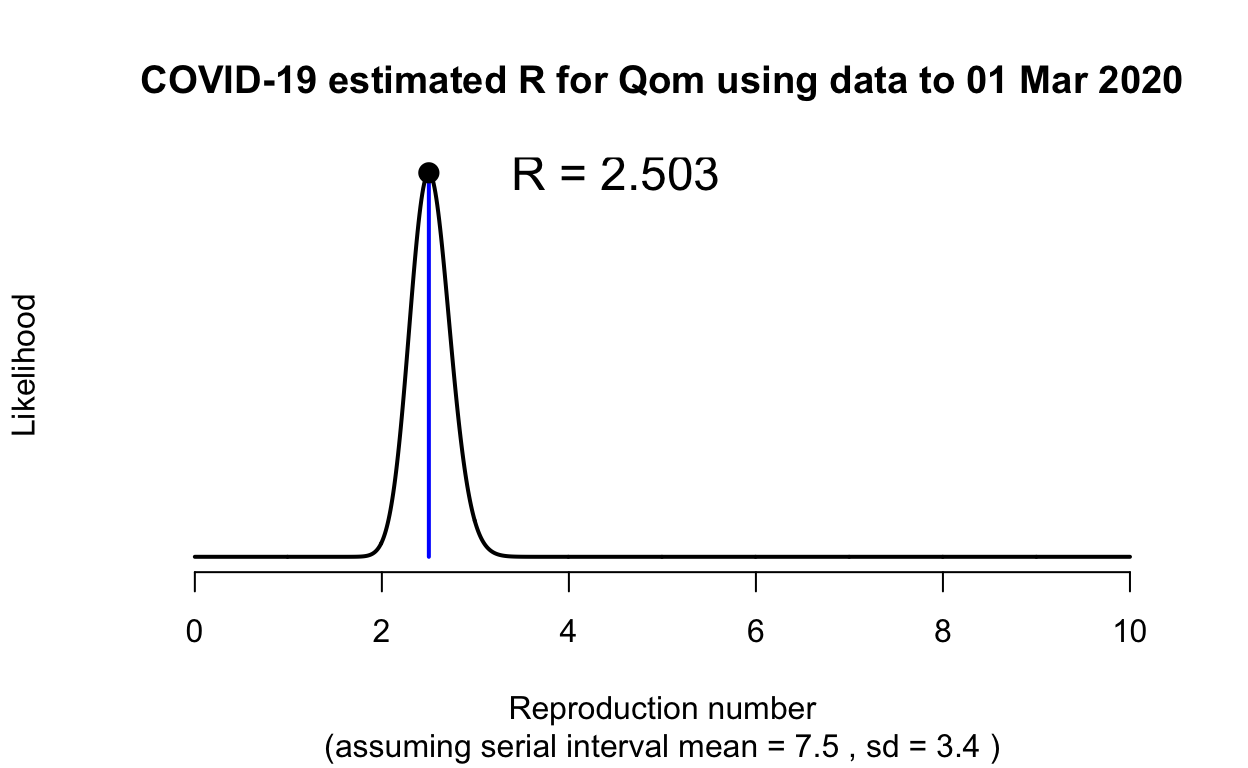 COVID-19 estimated R for Qom using data to 01 Mar 2020
R = 2.503
Likelihood
0 2 4 6 8 10
Reproduction number
(assuming serial interval mean = 7.5 , sd = 3.4 )